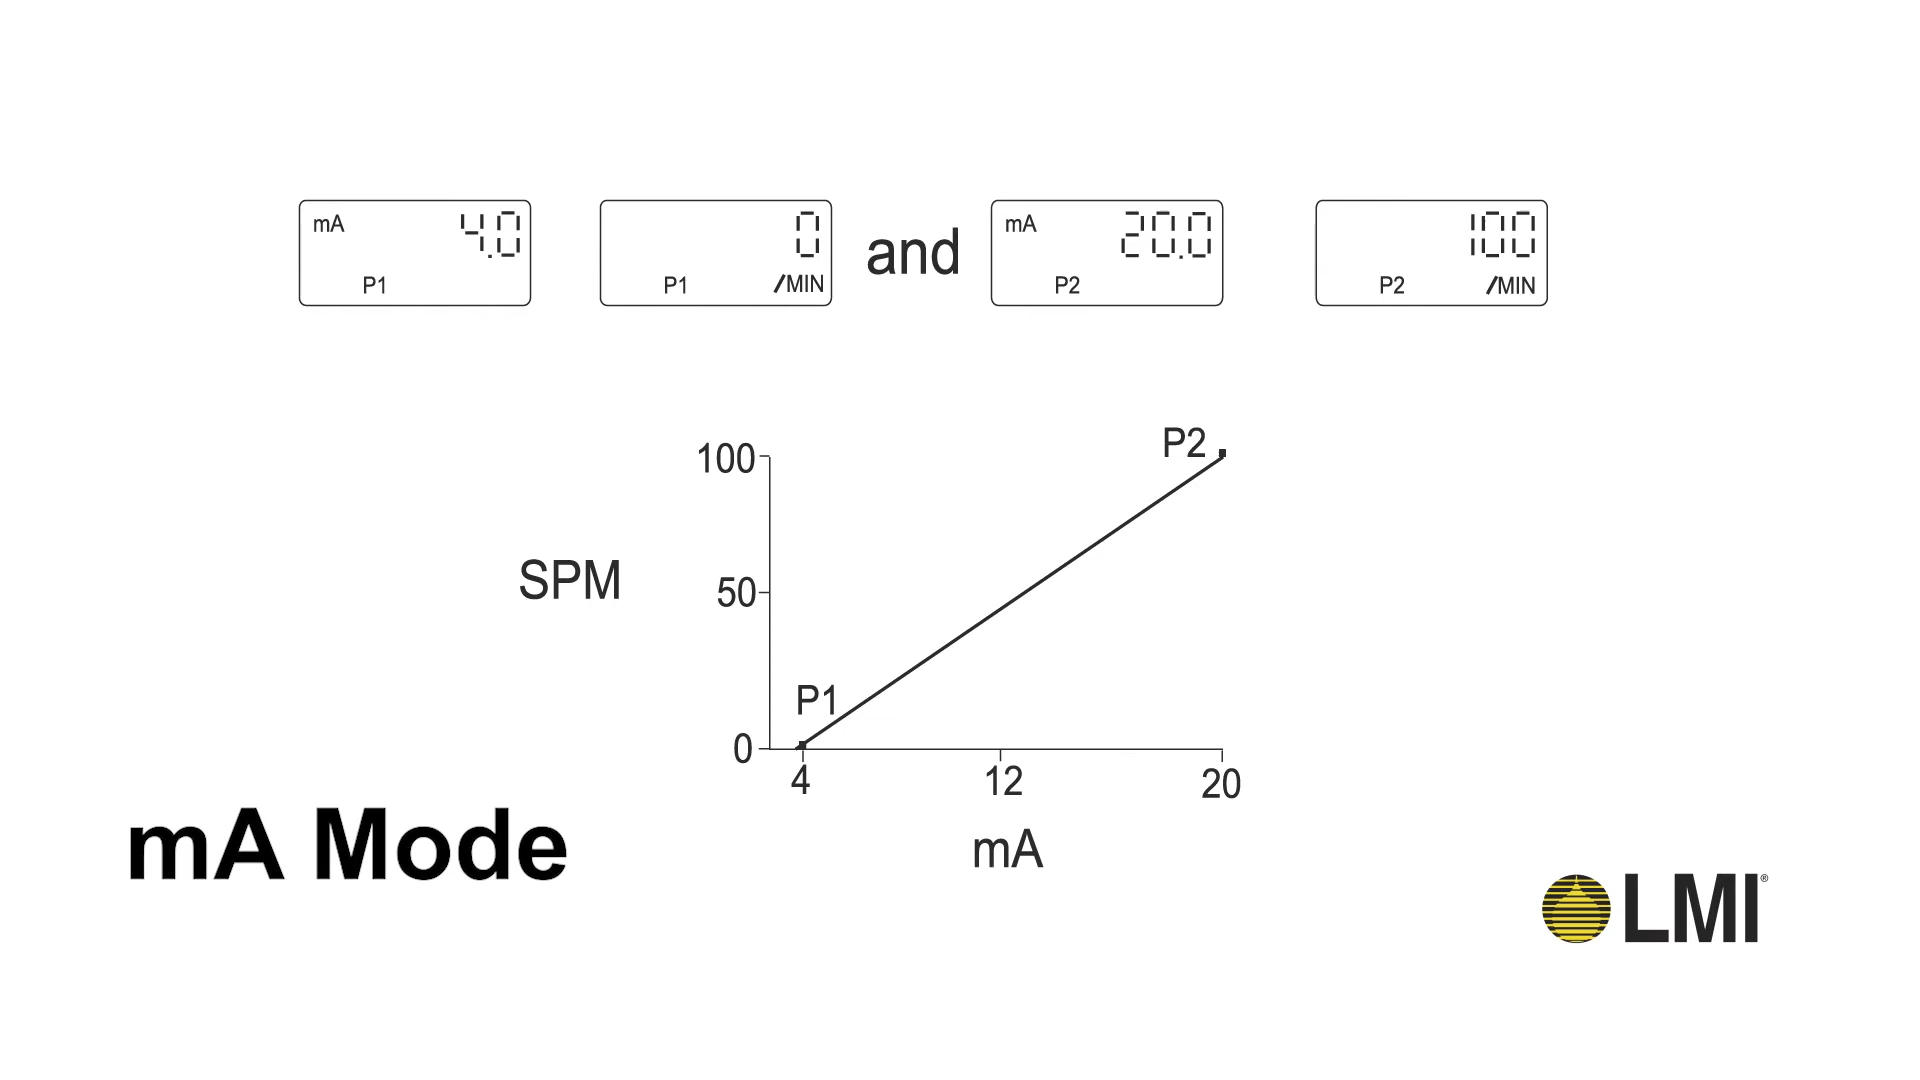 mA 4.0
P1
0
P1 /MIN
and
mA 20.0
P2
100
P2 /MIN
P2
100
SPM
50
P1
0
4 12 20
mA
mA Mode
LMI®